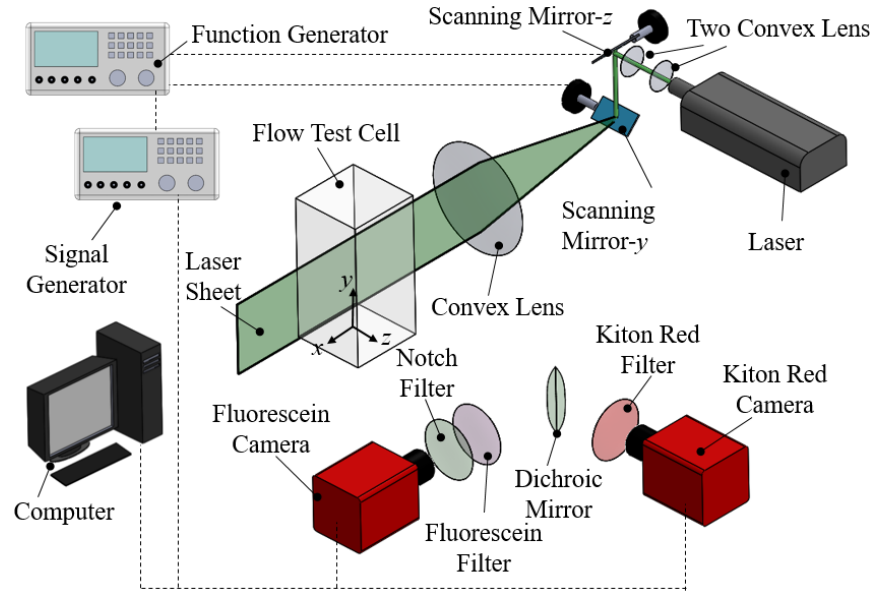 Scanning
Mirror-z
Function Generator
Two Convex Lens
Flow Test Cell
Scanning
Mirror-y
Laser
Signal
Generator
Laser
Sheet
Convex Lens
y
x
z
Notch
Filter
Kiton Red
Filter
Kiton Red
Camera
Fluorescein
Camera
Computer
Dichroic
Mirror
Fluorescein
Filter